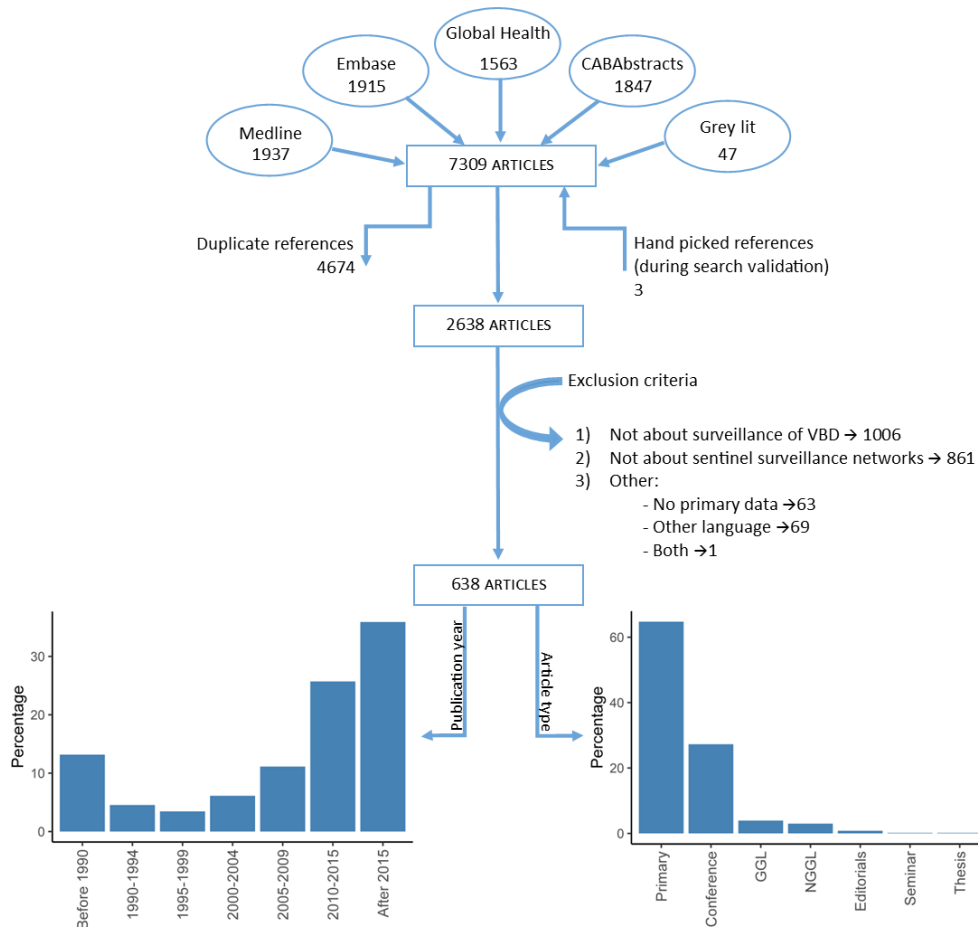 Global Health
1563
Embase
1915
CABAbstracts
1847
Medline
1937
Grey lit
47
7309 ARTICLES
Duplicate references
4674
Hand picked references
(during search validation)
3
2638 ARTICLES
Exclusion criteria
1) Not about surveillance of VBD → 1006
2) Not about sentinel surveillance networks → 861
3) Other:
- No primary data →63
- Other language →69
- Both →1
638 ARTICLES
Publication year
Article type
Percentage
30
20
10
0
Before 1990
1990-1994
1995-1999
2000-2004
2005-2009
2010-2015
After 2015
Percentage
60
40
20
0
Primary
Conference
GGL
NGGL
Editorials
Seminar
Thesis